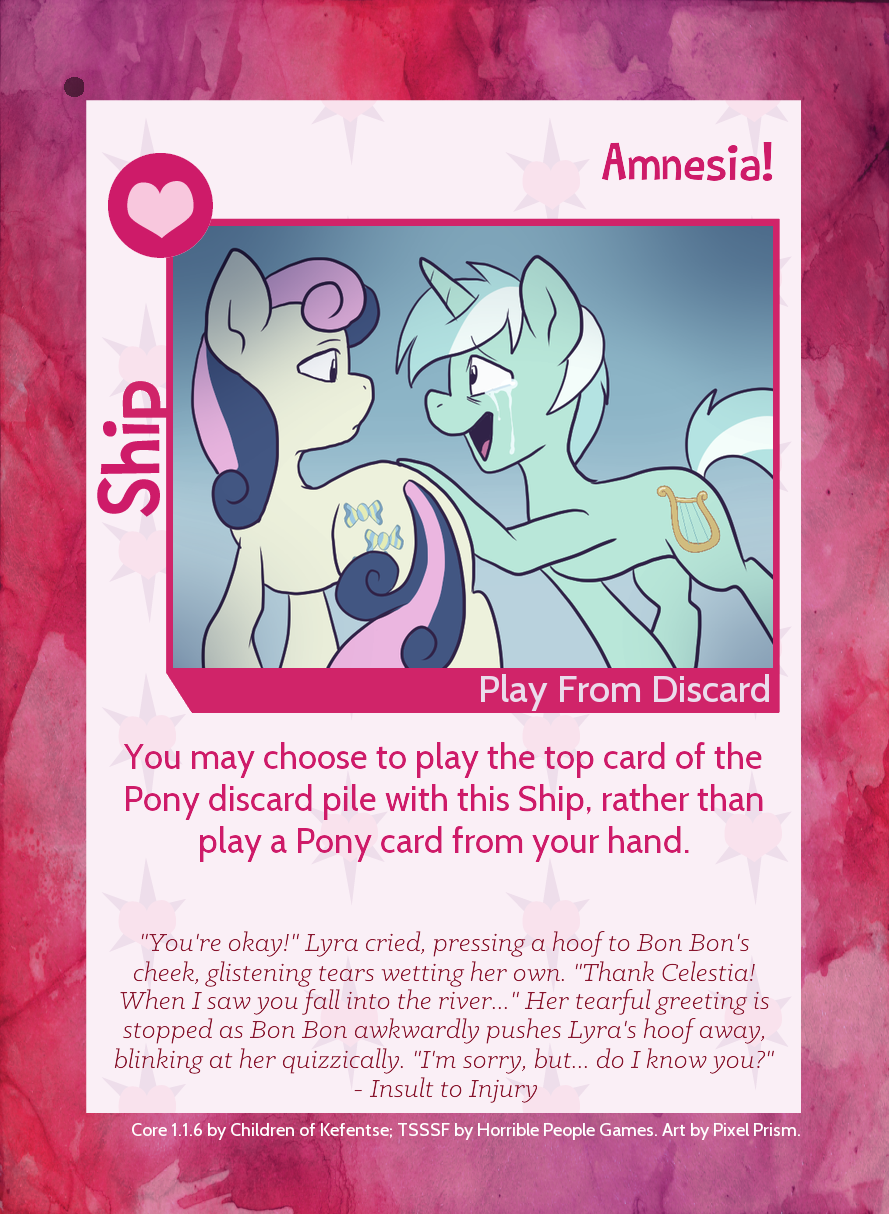 Amnesia!
Ship
Play From Discard
You may choose to play the top card of the
Pony discard pile with this Ship, rather than
play a Pony card from your hand.
"You're okay!" Lyra cried, pressing a hoof to Bon Bon's
cheek, glistening tears wetting her own. "Thank Celestia!
When I saw you fall into the river..." Her tearful greeting is
stopped as Bon Bon awkwardly pushes Lyra's hoof away,
blinking at her quizzically. "I'm sorry, but... do I know you?"
- Insult to Injury
Core 1.1.6 by Children of Kefentse; TSSSF by Horrible People Games. Art by Pixel Prism.